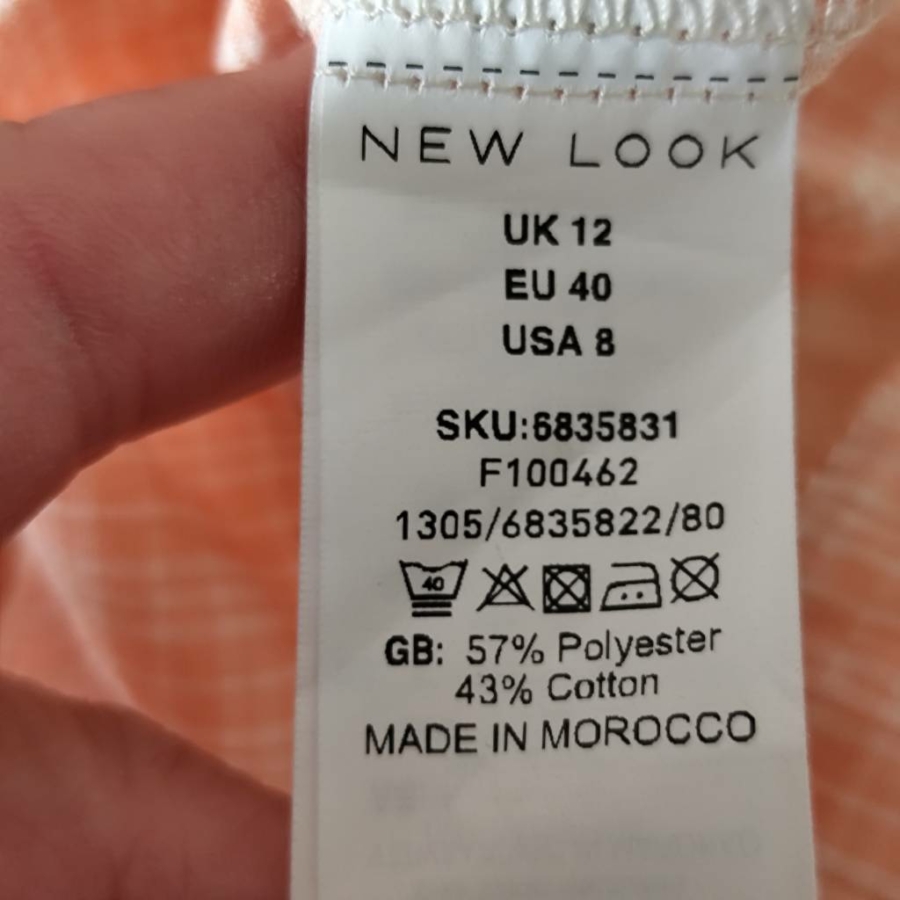 NEW LOOK
UK 12
EU 40
USA 8
SKU:6835831
F100462
1305/6835822/80
40
GB: 57% Polyester
43% Cotton
MADE IN MOROCCO